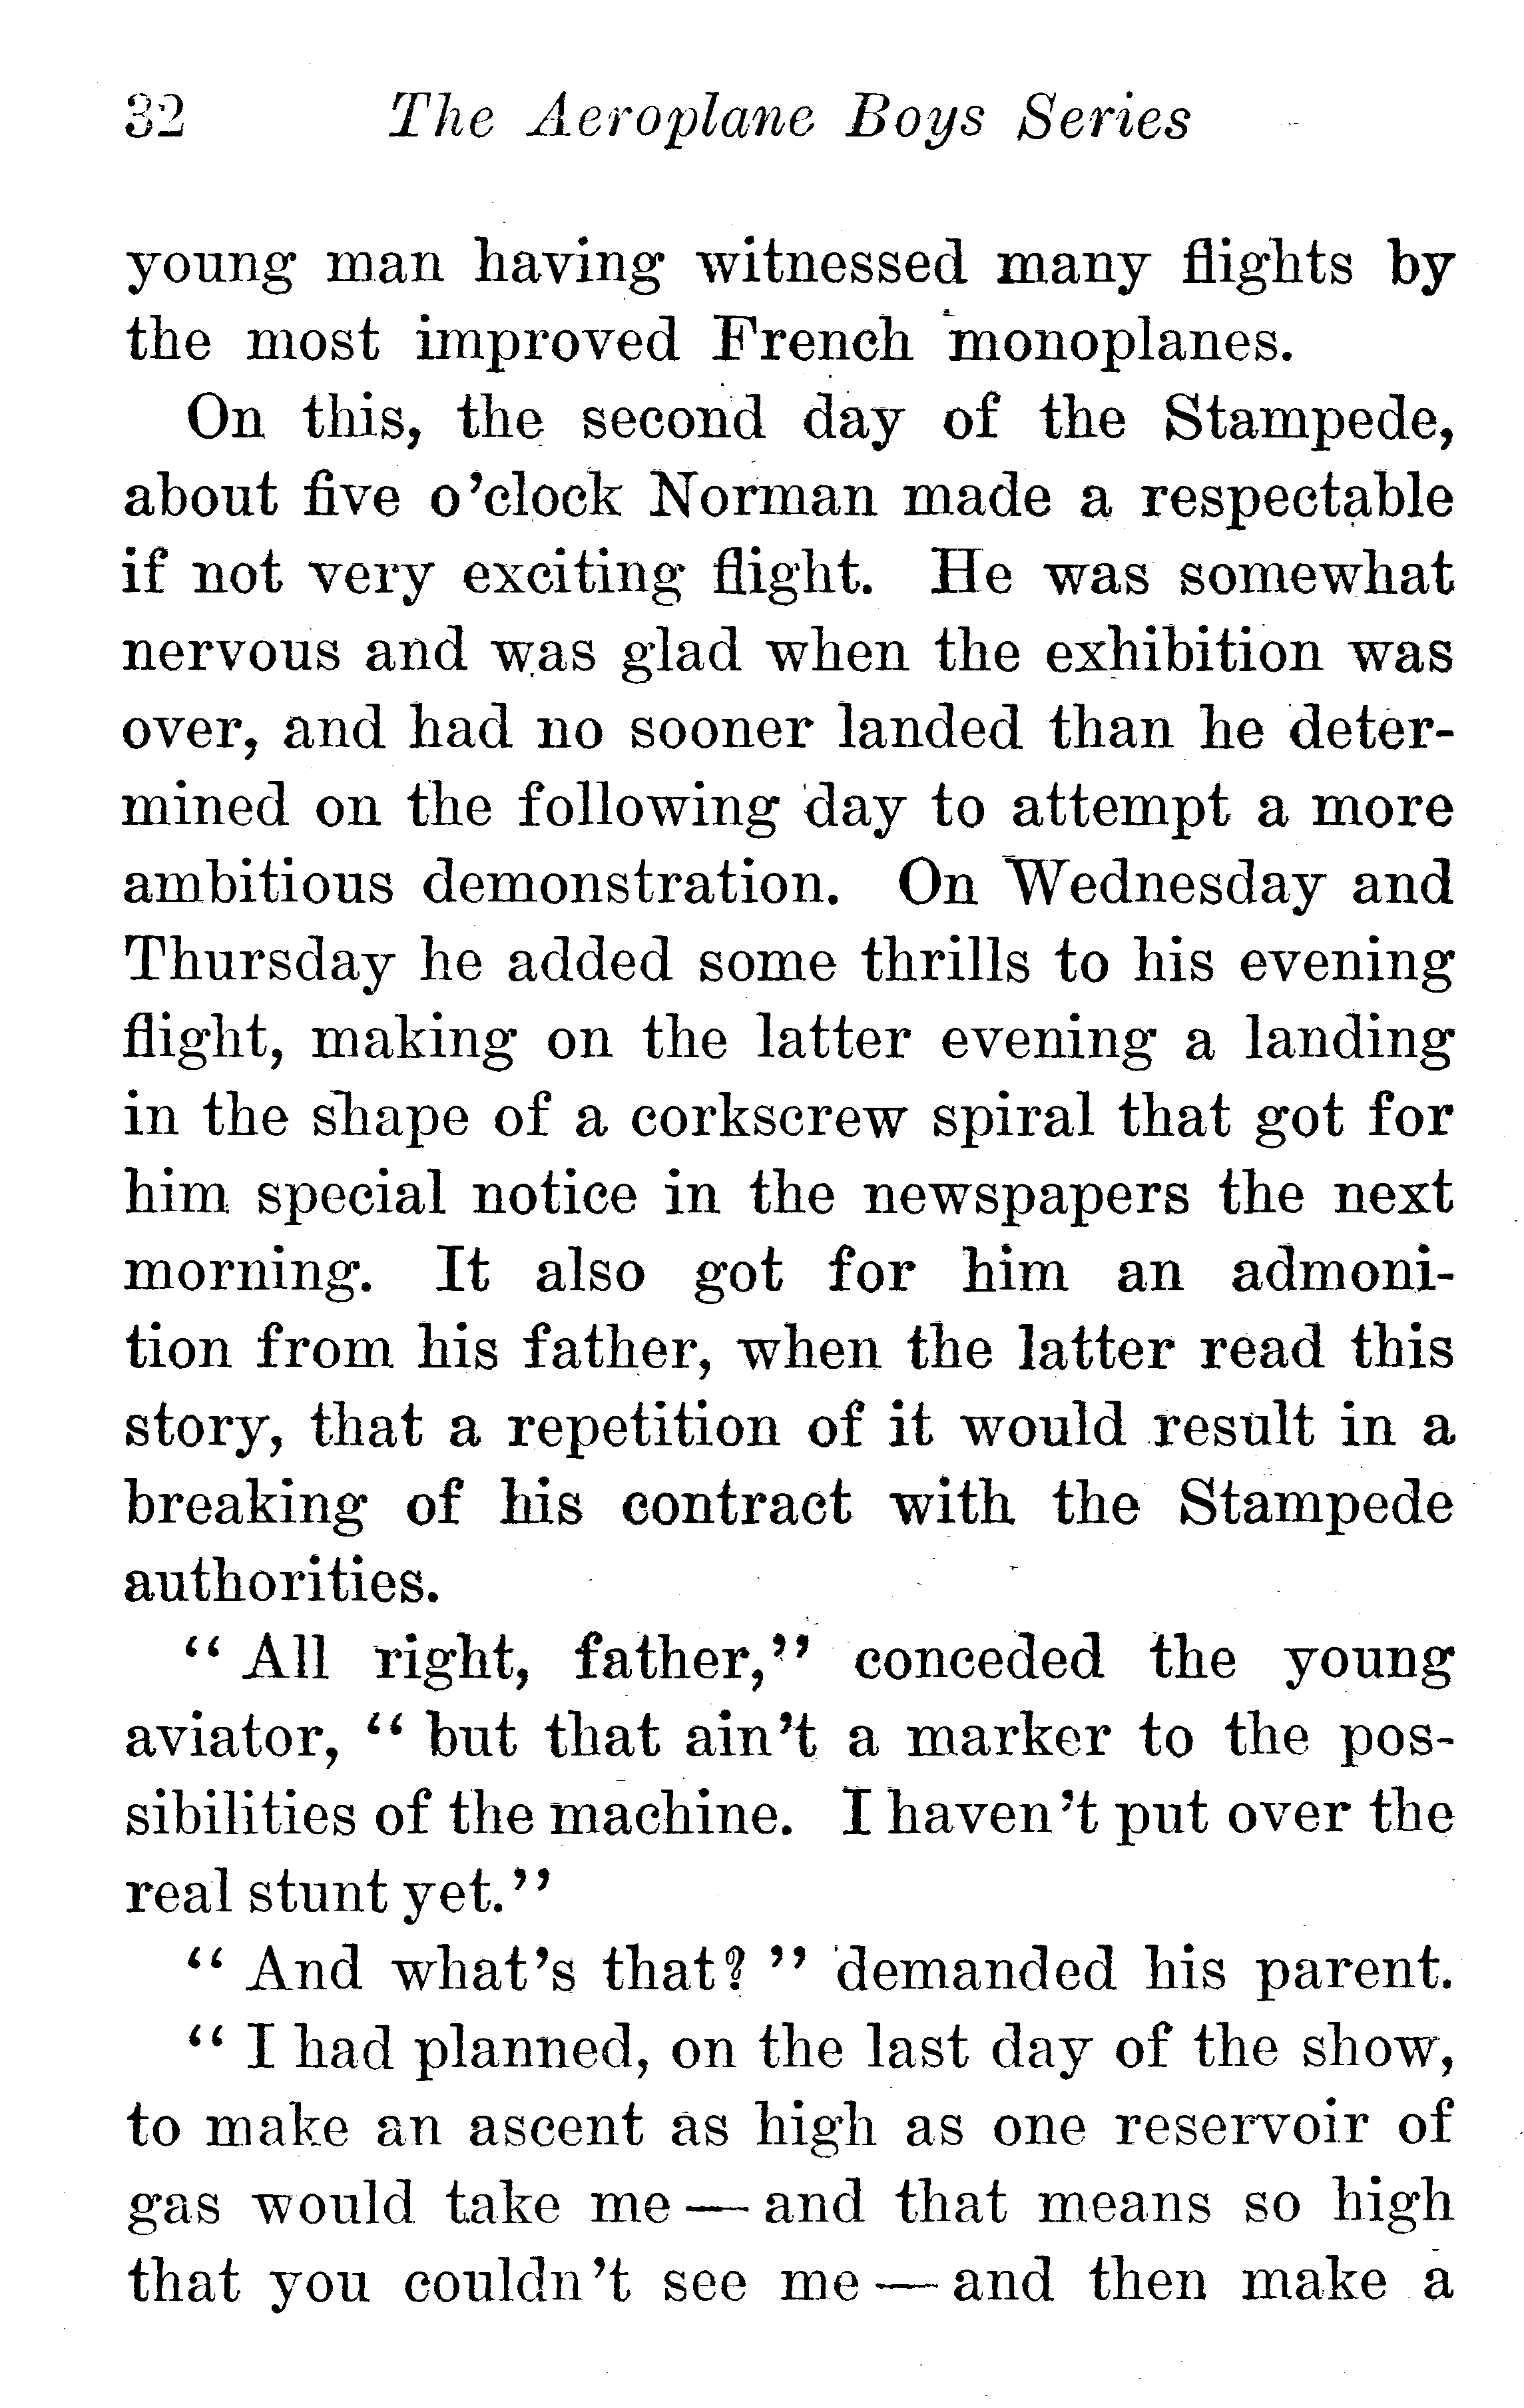 32 The Aeroplane Boys Series
young man having witnessed many flights by
the most improved French monoplanes.
On this, the second day of the Stampede,
about five o'clock Norman made a respectable
if not very exciting flight. He was somewhat
nervous and was glad when the exhibition was
over, and had no sooner landed than he deter-
mined on the following day to attempt a more
ambitious demonstration. On Wednesday and
Thursday he added some thrills to his evening
flight, making on the latter evening a landing
in the shape of a corkscrew spiral that got for
him special notice in the newspapers the next
morning. It also got for him an admoni-
tion from his father, when the latter read this
story, that a repetition of it would result in a
breaking of his contract with the Stampede
authorities.
“All right, father,” conceded the young
aviator, “but that ain't a marker to the pos-
sibilities of the machine. I haven't put over the
real stunt yet.”
“And what's that?” demanded his parent.
“I had planned, on the last day of the show,
to make an ascent as high as one reservoir of
gas would take me — and that means so high
that you couldn't see me — and then make a